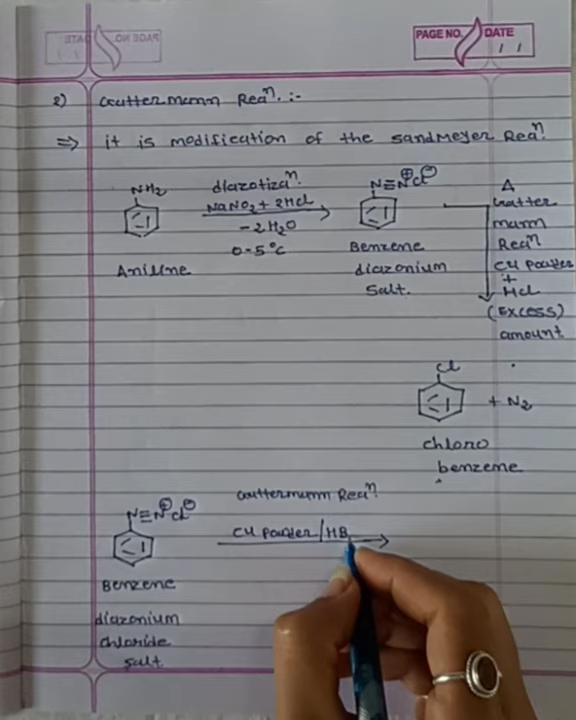 PAGE NO. DATE
/ /
2) Gattermann Reaⁿ. :-
⇒ it is modification of the sandmeyer Reaⁿ.
NH₂
diazotizaⁿ.
NaNO₂ + 2HCl
- 2H₂O
0-5°C
Aniline
N≡N⊕Cl⊖
Benzene
diazonium
salt.
Δ
Gatter
mann
Reaⁿ
Cu powder
+
HCl
(Excess)
amount
Cl
+ N₂
chloro
benzene
Gattermann Reaⁿ.
N≡N⊕Cl⊖
Cu powder/HB
Benzene
diazonium
chloride
salt